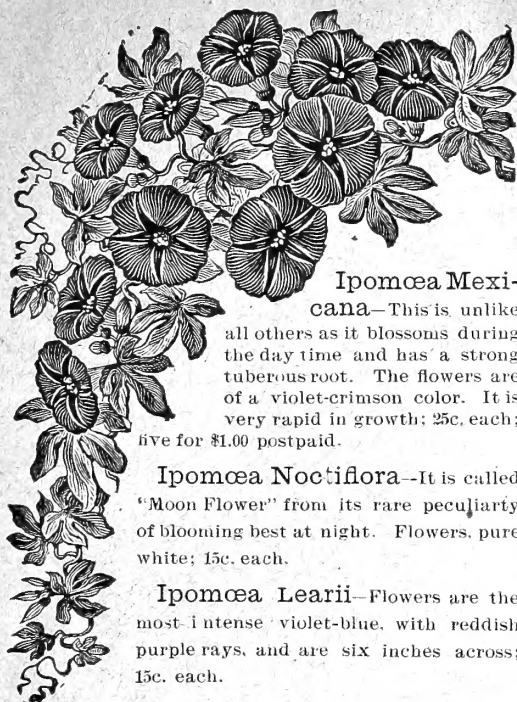 Ipomœa Mexi-
cana—This is unlike
all others as it blossoms during
the day time and has a strong
tuberous root. The flowers are
of a violet-crimson color. It is
very rapid in growth; 25c. each;
five for $1.00 postpaid.
Ipomœa Noctiflora--It is called
“Moon Flower” from its rare peculiarty
of blooming best at night. Flowers, pure
white; 15c. each.
Ipomœa Learii—Flowers are the
most intense violet-blue, with reddish
purple rays, and are six inches across;
15c. each.